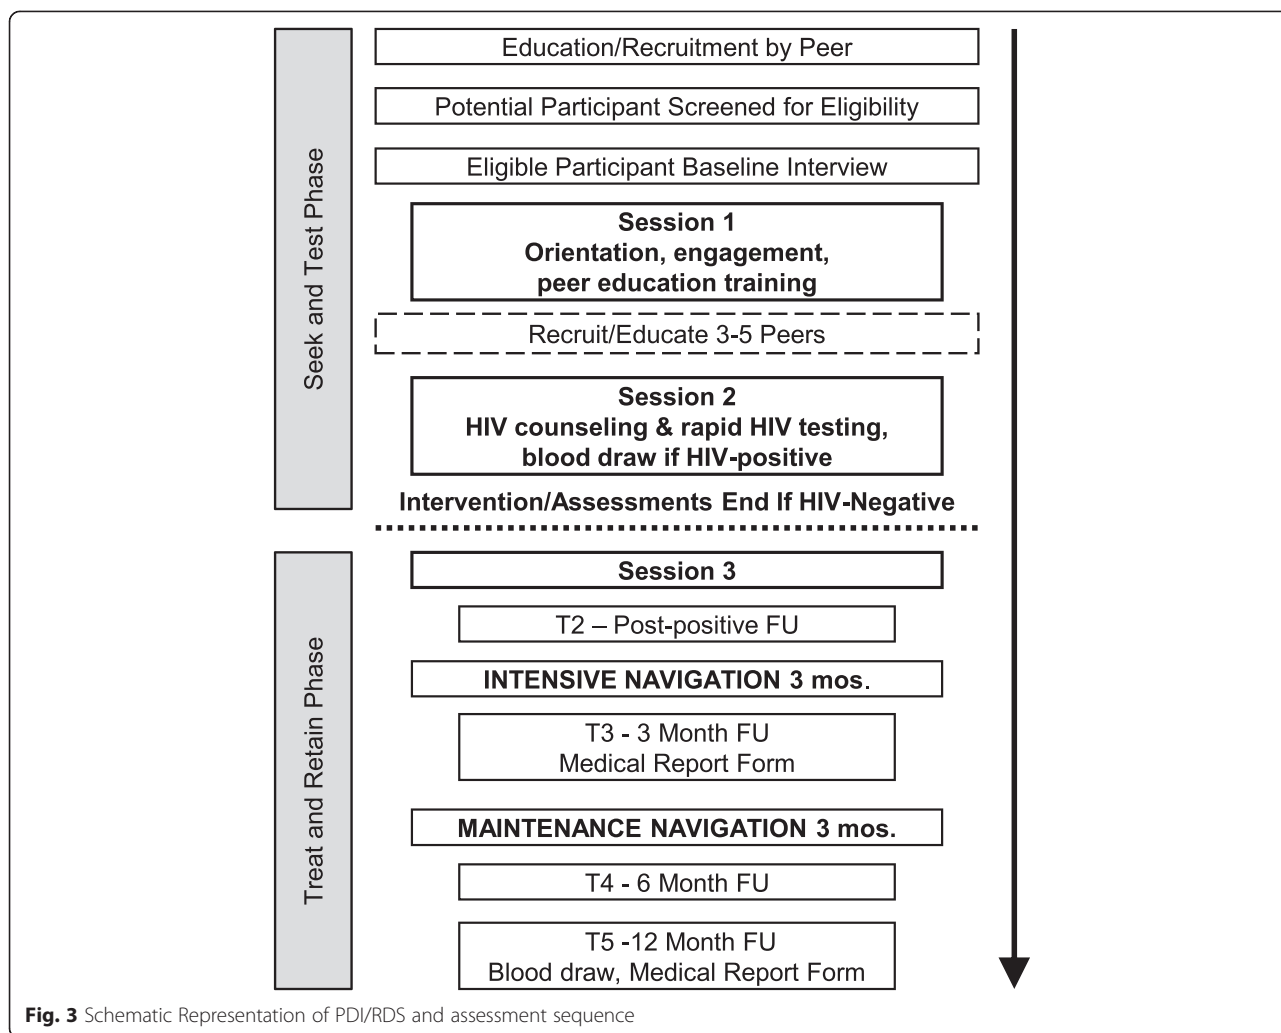 Seek and Test Phase
Education/Recruitment by Peer
Potential Participant Screened for Eligibility
Eligible Participant Baseline Interview
Session 1
Orientation, engagement,
peer education training
Recruit/Educate 3-5 Peers
Session 2
HIV counseling & rapid HIV testing,
blood draw if HIV-positive
Intervention/Assessments End If HIV-Negative
Treat and Retain Phase
Session 3
T2 – Post-positive FU
INTENSIVE NAVIGATION 3 mos.
T3 - 3 Month FU
Medical Report Form
MAINTENANCE NAVIGATION 3 mos.
T4 - 6 Month FU
T5 -12 Month FU
Blood draw, Medical Report Form
Fig. 3 Schematic Representation of PDI/RDS and assessment sequence